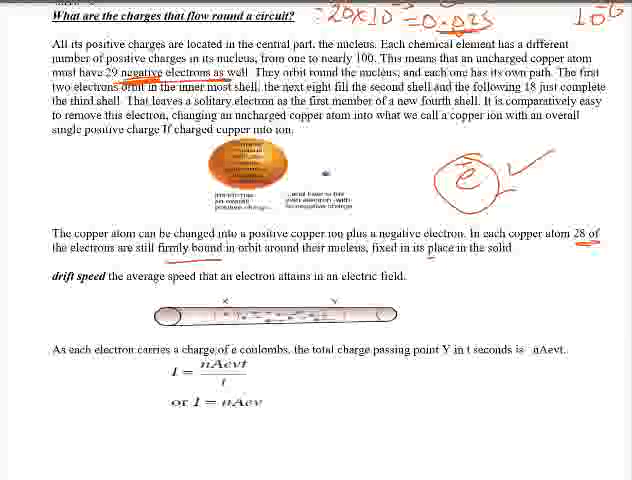 What are the charges that flow round a circuit?
= 0.025
All its positive charges are located in the central part, the nucleus. Each chemical element has a different
number of positive charges in its nucleus, from one to nearly 100. This means that an uncharged copper atom
must have 29 negative electrons as well. They orbit round the nucleus, and each one has its own path. The first
two electrons orbit in the inner most shell, the next eight fill the second shell and the following 18 just complete
the third shell. That leaves a solitary electron as the first member of a new fourth shell. It is comparatively easy
to remove this electron, changing an uncharged copper atom into what we call a copper ion with an overall
single positive charge If charged copper into ion.
e
an overall
positive charge
The copper atom can be changed into a positive copper ion plus a negative electron. In each copper atom 28 of
the electrons are still firmly bound in orbit around their nucleus, fixed in its place in the solid
drift speed the average speed that an electron attains in an electric field.
X Y
As each electron carries a charge of e coulombs, the total charge passing point Y in t seconds is nAevt.
I = nAevt
t
or I = nAev